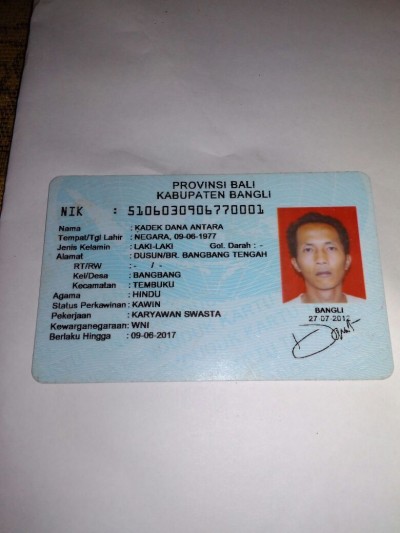 PROVINSI BALI
KABUPATEN BANGLI
NIK : 5106030906770001
Nama : KADEK DANA ANTARA
Tempat/Tgl Lahir : NEGARA, 09-06-1977
Jenis Kelamin : LAKI-LAKI Gol. Darah : -
Alamat : DUSUN/BR. BANGBANG TENGAH
RT/RW : - / -
Kel/Desa : BANGBANG
Kecamatan : TEMBUKU
Agama : HINDU
Status Perkawinan : KAWIN
Pekerjaan : KARYAWAN SWASTA
Kewarganegaraan : WNI
Berlaku Hingga : 09-06-2017
BANGLI
27-07-2012